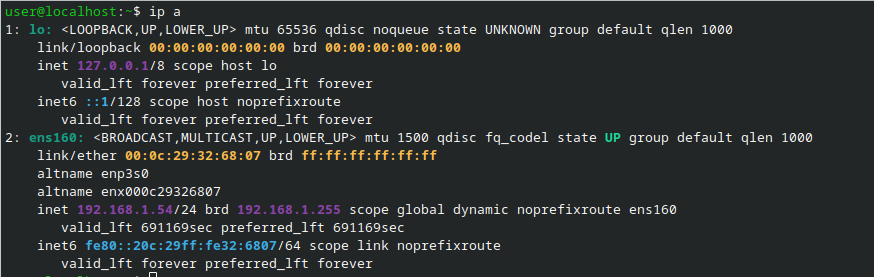 user@localhost:~$ ip a
1: lo: <LOOPBACK,UP,LOWER_UP> mtu 65536 qdisc noqueue state UNKNOWN group default qlen 1000
    link/loopback 00:00:00:00:00:00 brd 00:00:00:00:00:00
    inet 127.0.0.1/8 scope host lo
       valid_lft forever preferred_lft forever
    inet6 ::1/128 scope host noprefixroute
       valid_lft forever preferred_lft forever
2: ens160: <BROADCAST,MULTICAST,UP,LOWER_UP> mtu 1500 qdisc fq_codel state UP group default qlen 1000
    link/ether 00:0c:29:32:68:07 brd ff:ff:ff:ff:ff:ff
    altname enp3s0
    altname enx000c29326807
    inet 192.168.1.54/24 brd 192.168.1.255 scope global dynamic noprefixroute ens160
       valid_lft 691169sec preferred_lft 691169sec
    inet6 fe80::20c:29ff:fe32:6807/64 scope link noprefixroute
       valid_lft forever preferred_lft forever